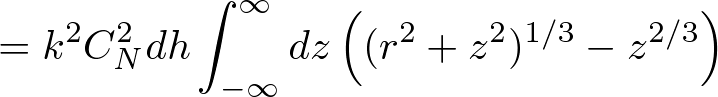 = k^2 C_N^2 dh \int_{-\infty}^{\infty} dz \left( (r^2 + z^2)^{1/3} - z^{2/3} \right)